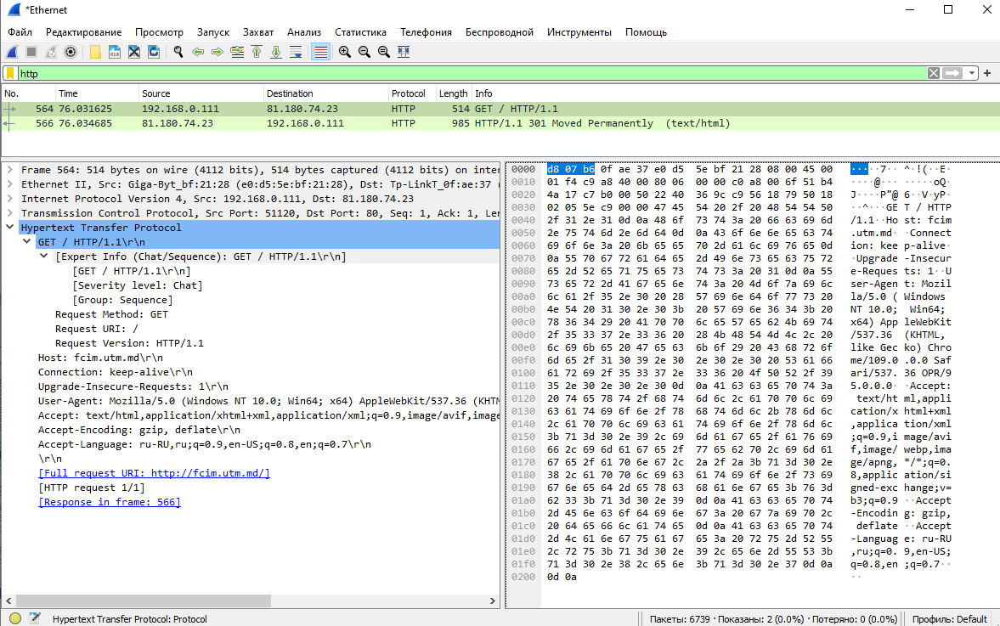 *Ethernet
Файл Редактирование Просмотр Запуск Захват Анализ Статистика Телефония Беспроводной Инструменты Помощь
http
No. Time Source Destination Protocol Length Info
564 76.031625 192.168.0.111 81.180.74.23 HTTP 514 GET / HTTP/1.1
566 76.034685 81.180.74.23 192.168.0.111 HTTP 985 HTTP/1.1 301 Moved Permanently (text/html)
Frame 564: 514 bytes on wire (4112 bits), 514 bytes captured (4112 bits) on inter
Ethernet II, Src: Giga-Byt_bf:21:28 (e0:d5:5e:bf:21:28), Dst: Tp-LinkT_0f:ae:37 (
Internet Protocol Version 4, Src: 192.168.0.111, Dst: 81.180.74.23
Transmission Control Protocol, Src Port: 51120, Dst Port: 80, Seq: 1, Ack: 1, Len
Hypertext Transfer Protocol
GET / HTTP/1.1\r\n
[Expert Info (Chat/Sequence): GET / HTTP/1.1\r\n]
[GET / HTTP/1.1\r\n]
[Severity level: Chat]
[Group: Sequence]
Request Method: GET
Request URI: /
Request Version: HTTP/1.1
Host: fcim.utm.md\r\n
Connection: keep-alive\r\n
Upgrade-Insecure-Requests: 1\r\n
User-Agent: Mozilla/5.0 (Windows NT 10.0; Win64; x64) AppleWebKit/537.36 (KHTM
Accept: text/html,application/xhtml+xml,application/xml;q=0.9,image/avif,image
Accept-Encoding: gzip, deflate\r\n
Accept-Language: ru-RU,ru;q=0.9,en-US;q=0.8,en;q=0.7\r\n
\r\n
[Full request URI: http://fcim.utm.md/]
[HTTP request 1/1]
[Response in frame: 566]
0000 d8 07 b6 0f ae 37 e0 d5 5e bf 21 28 08 00 45 00 ·····7·· ^·!(··E·
0010 01 f4 c9 a8 40 00 80 06 00 00 c0 a8 00 6f 51 b4 ····@··· ·····oQ·
0020 4a 17 c7 b0 00 50 22 40 36 9c c9 56 18 79 50 18 J····P"@ 6··V·yP·
0030 02 05 5e c9 00 00 47 45 54 20 2f 20 48 54 54 50 ··^···GE T / HTTP
0040 2f 31 2e 31 0d 0a 48 6f 73 74 3a 20 66 63 69 6d /1.1··Ho st: fcim
0050 2e 75 74 6d 2e 6d 64 0d 0a 43 6f 6e 6e 65 63 74 .utm.md· ·Connect
0060 69 6f 6e 3a 20 6b 65 65 70 2d 61 6c 69 76 65 0d ion: kee p-alive·
0070 0a 55 70 67 72 61 64 65 2d 49 6e 73 65 63 75 72 ·Upgrade -Insecur
0080 65 2d 52 65 71 75 65 73 74 73 3a 20 31 0d 0a 55 e-Reques ts: 1··U
0090 73 65 72 2d 41 67 65 6e 74 3a 20 4d 6f 7a 69 6c ser-Agen t: Mozil
00a0 6c 61 2f 35 2e 30 20 28 57 69 6e 64 6f 77 73 20 la/5.0 ( Windows
00b0 4e 54 20 31 30 2e 30 3b 20 57 69 6e 36 34 3b 20 NT 10.0; Win64;
00c0 78 36 34 29 20 41 70 70 6c 65 57 65 62 4b 69 74 x64) App leWebKit
00d0 2f 35 33 37 2e 33 36 20 28 4b 48 54 4d 4c 2c 20 /537.36 (KHTML,
00e0 6c 69 6b 65 20 47 65 63 6b 6f 29 20 43 68 72 6f like Gec ko) Chro
00f0 6d 65 2f 31 30 39 2e 30 2e 30 2e 30 20 53 61 66 me/109.0 .0.0 Saf
0100 61 72 69 2f 35 33 37 2e 33 36 20 4f 50 52 2f 39 ari/537. 36 OPR/9
0110 35 2e 30 2e 30 2e 30 0d 0a 41 63 63 65 70 74 3a 5.0.0.0· ·Accept:
0120 20 74 65 78 74 2f 68 74 6d 6c 2c 61 70 70 6c 69 text/ht ml,appli
0130 63 61 74 69 6f 6e 2f 78 68 74 6d 6c 2b 78 6d 6c cation/x html+xml
0140 2c 61 70 70 6c 69 63 61 74 69 6f 6e 2f 78 6d 6c ,applica tion/xml
0150 3b 71 3d 30 2e 39 2c 69 6d 61 67 65 2f 61 76 69 ;q=0.9,i mage/avi
0160 66 2c 69 6d 61 67 65 2f 77 65 62 70 2c 69 6d 61 f,image/ webp,ima
0170 67 65 2f 61 70 6e 67 2c 2a 2f 2a 3b 71 3d 30 2e ge/apng, */*;q=0.
0180 38 2c 61 70 70 6c 69 63 61 74 69 6f 6e 2f 73 69 8,applic ation/si
0190 67 6e 65 64 2d 65 78 63 68 61 6e 67 65 3b 76 3d gned-exc hange;v=
01a0 62 33 3b 71 3d 30 2e 39 0d 0a 41 63 63 65 70 74 b3;q=0.9 ··Accept
01b0 2d 45 6e 63 6f 64 69 6e 67 3a 20 67 7a 69 70 2c -Encodin g: gzip,
01c0 20 64 65 66 6c 61 74 65 0d 0a 41 63 63 65 70 74 deflate ··Accept
01d0 2d 4c 61 6e 67 75 61 67 65 3a 20 72 75 2d 52 55 -Languag e: ru-RU
01e0 2c 72 75 3b 71 3d 30 2e 39 2c 65 6e 2d 55 53 3b ,ru;q=0. 9,en-US;
01f0 71 3d 30 2e 38 2c 65 6e 3b 71 3d 30 2e 37 0d 0a q=0.8,en ;q=0.7··
0200 0d 0a ··
Hypertext Transfer Protocol: Protocol
Пакеты: 6739 · Показаны: 2 (0.0%) · Потеряно: 0 (0.0%)
Профиль: Default